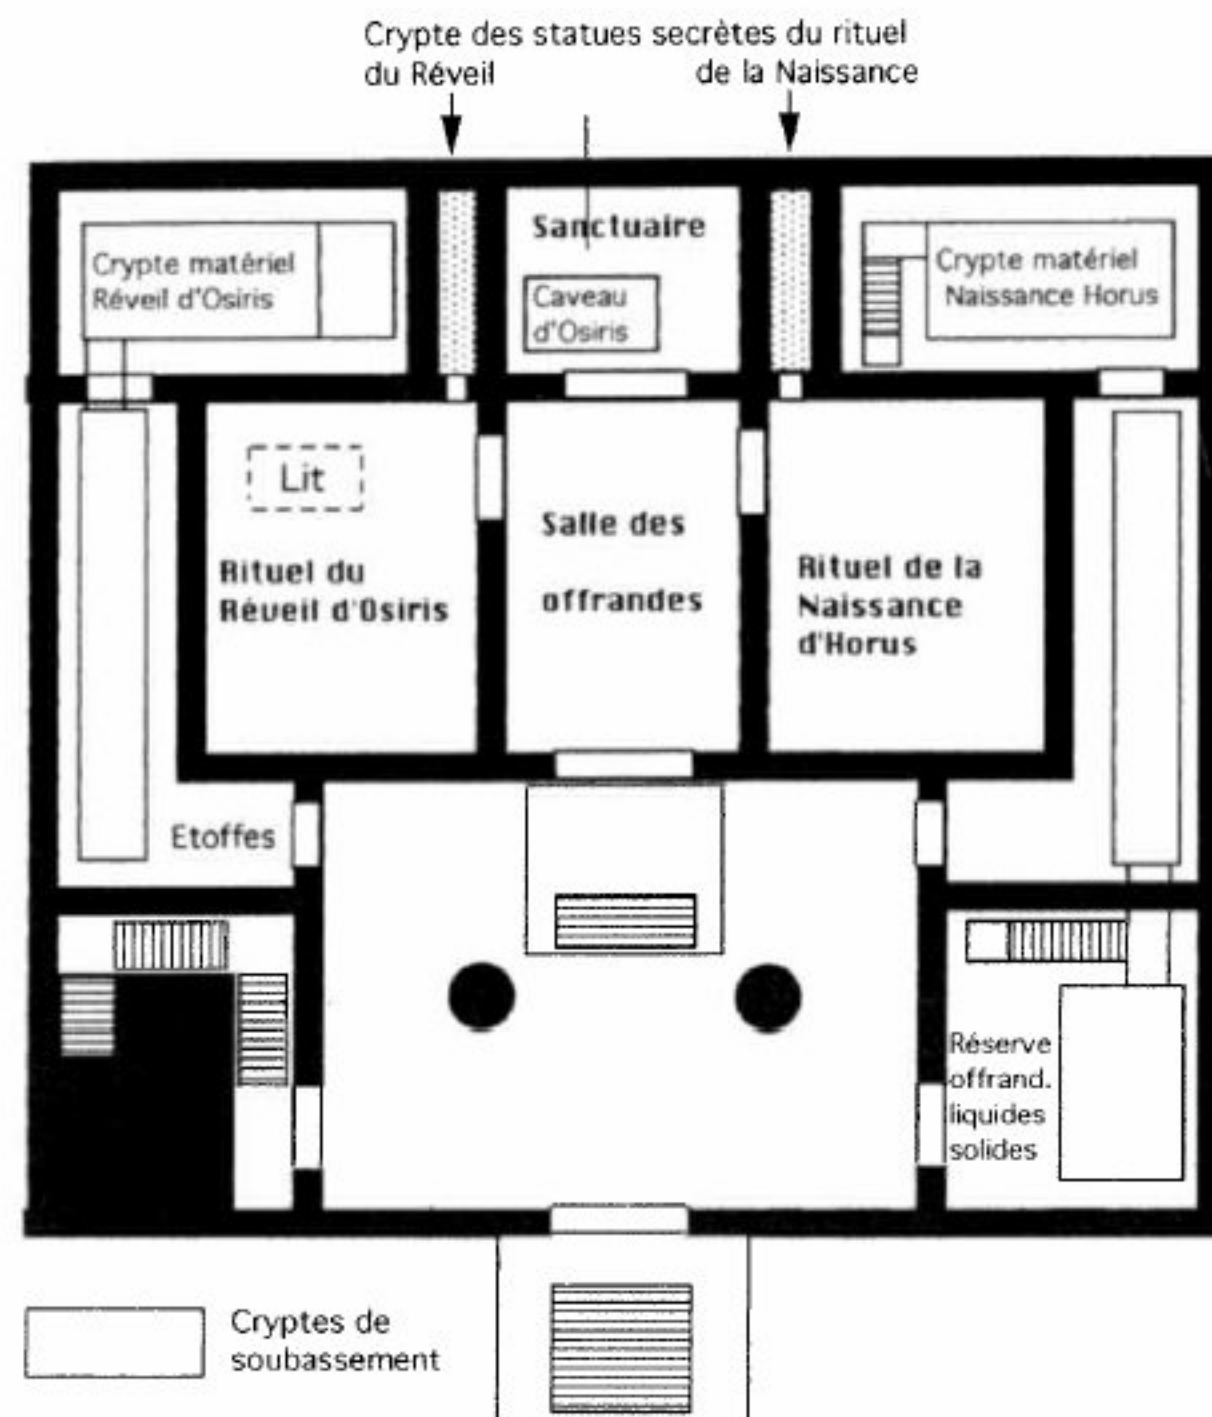 Crypte des statues secrètes du rituel
du Réveil de la Naissance
Sanctuaire
Crypte matériel
Réveil d'Osiris
Caveau
d'Osiris
Crypte matériel
Naissance Horus
Lit
Rituel du
Réveil d'Osiris
Salle des
offrandes
Rituel de la
Naissance
d'Horus
Etoffes
Réserve
offrand.
liquides
solides
Cryptes de
soubassement